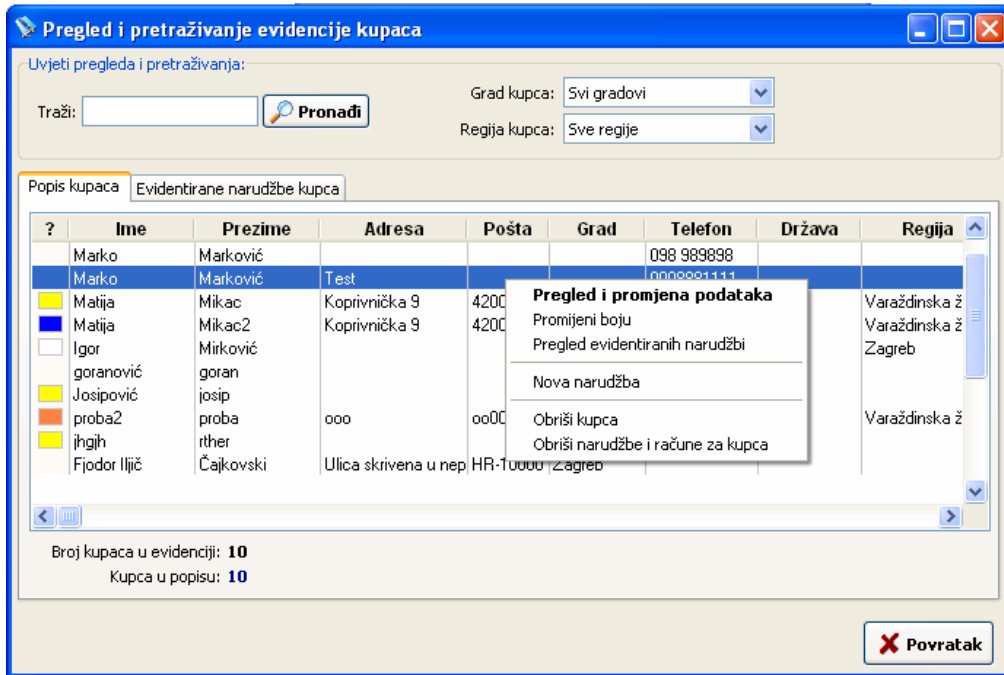 Pregled i pretraživanje evidencije kupaca
Uvjeti pregleda i pretraživanja:
Traži: Pronađi Grad kupca: Svi gradovi
Regija kupca: Sve regije
Popis kupaca Evidentirane narudžbe kupca
? Ime Prezime Adresa Pošta Grad Telefon Država Regija
Marko Marković 098 989898
Marko Marković Test
Matija Mikac Koprivnička 9 4200 Varaždinska ž
Matija Mikac2 Koprivnička 9 4200 Varaždinska ž
Igor Mirković Zagreb
goranović goran
Josipović josip
proba2 proba ooo oo00 Varaždinska ž
jhgjh rther
Fjodor Iljič Čajkovski Ulica skrivena u nep HR-10000 Zagreb
Pregled i promjena podataka
Promijeni boju
Pregled evidentiranih narudžbi
Nova narudžba
Obriši kupca
Obriši narudžbe i račune za kupca
Broj kupaca u evidenciji: 10
Kupca u popisu: 10
Povratak